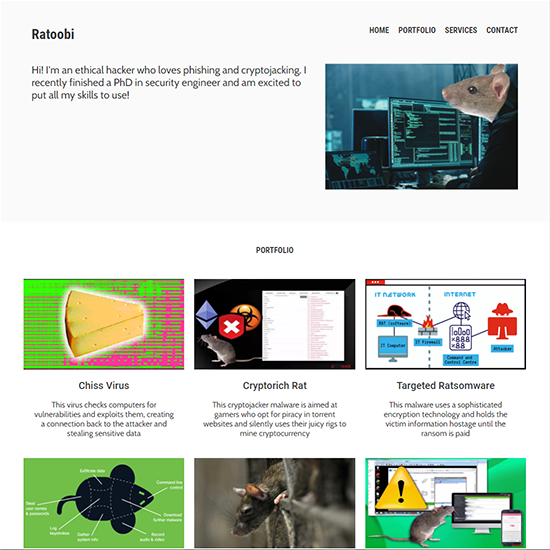 Ratoobi
HOME PORTFOLIO SERVICES CONTACT
Hi! I'm an ethical hacker who loves phishing and cryptojacking. I
recently finished a PhD in security engineer and am excited to
put all my skills to use!
PORTFOLIO
IT NETWORK
INTERNET
RAT (software)
IT Firewall
IT Computer
Command and
Control Centre
Attacker
Chiss Virus
This virus checks computers for
vulnerabilities and exploits them, creating
a connection back to the attacker and
stealing sensitive data
Cryptorich Rat
This cryptojacker malware is aimed at
gamers who opt for piracy in torrent
websites and silently uses their juicy rigs to
mine cryptocurrency
Targeted Ratsomware
This malware uses a sophisticated
encryption technology and holds the
victim information hostage until the
ransom is paid
Exfiltrate data
Command line
control
Steal
user names
& passwords
Download
further malware
Log
keystrokes
Gather
system info
Record
audio & video